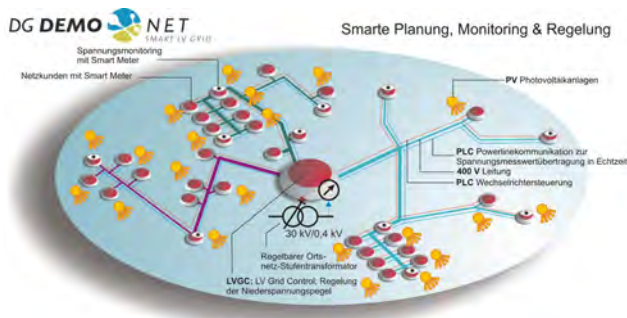 DG DEMO NET
SMART LV GRID
Smarte Planung, Monitoring & Regelung
Spannungsmonitoring
mit Smart Meter
Netzkunden mit Smart Meter
PV Photovoltaikanlagen
PLC Powerlinekommunikation zur
Spannungsmesswertübertragung in Echtzeit
400 V Leitung
PLC Wechselrichtersteuerung
30 kV/0,4 kV
Regelbarer Orts-
netz-Stufentransformator
LVGC: LV Grid Control; Regelung
der Niederspannungspegel